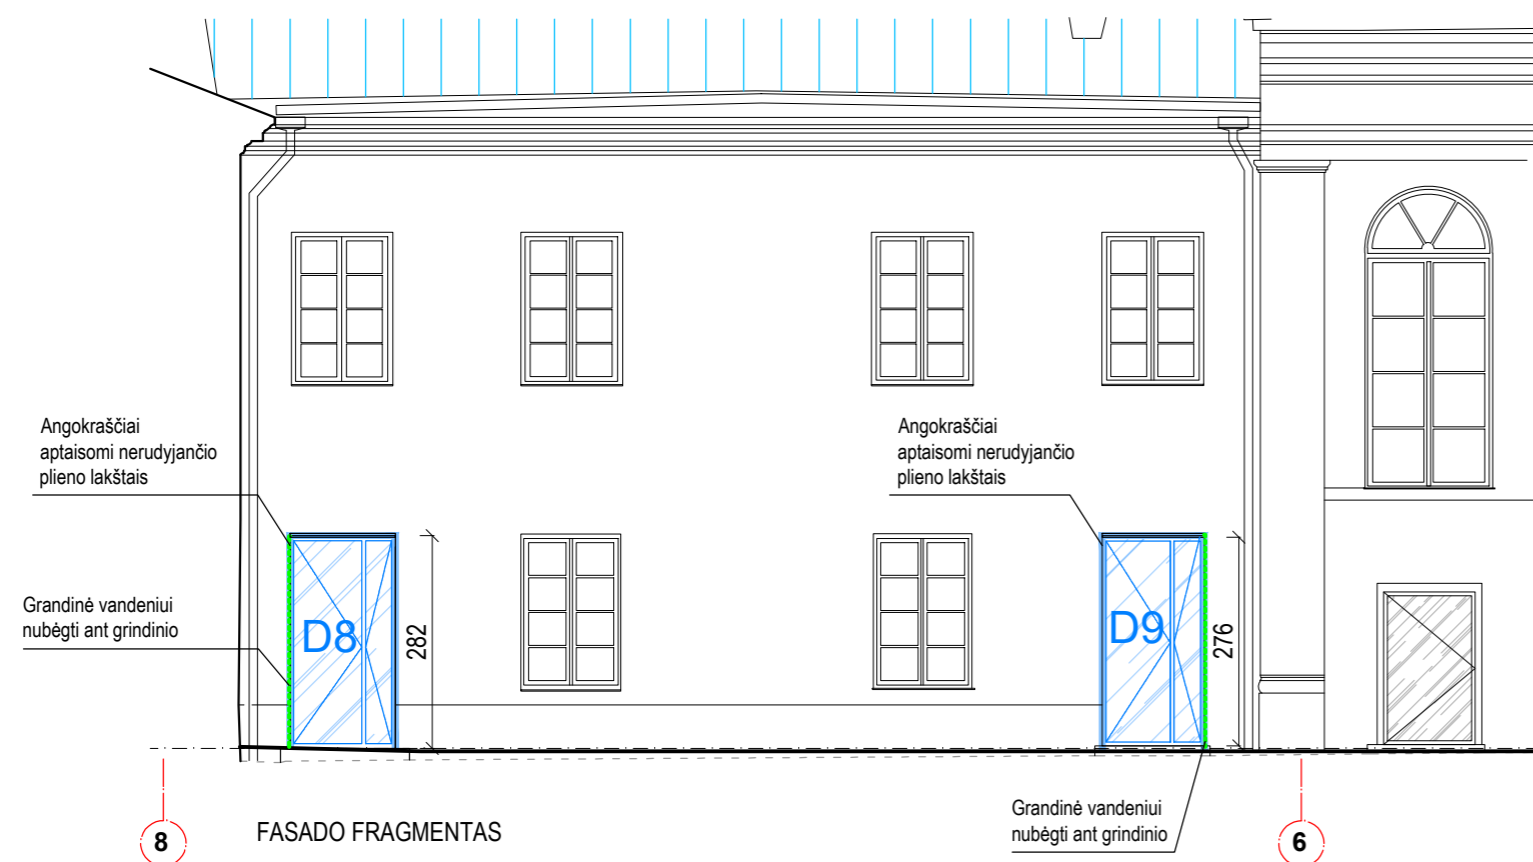 Angokraščiai
aptaisomi nerudyjančio
plieno lakštais
Angokraščiai
aptaisomi nerudyjančio
plieno lakštais
Grandinė vandeniui
nubėgti ant grindinio
D8
282
D9
276
Grandinė vandeniui
nubėgti ant grindinio
8
FASADO FRAGMENTAS
6